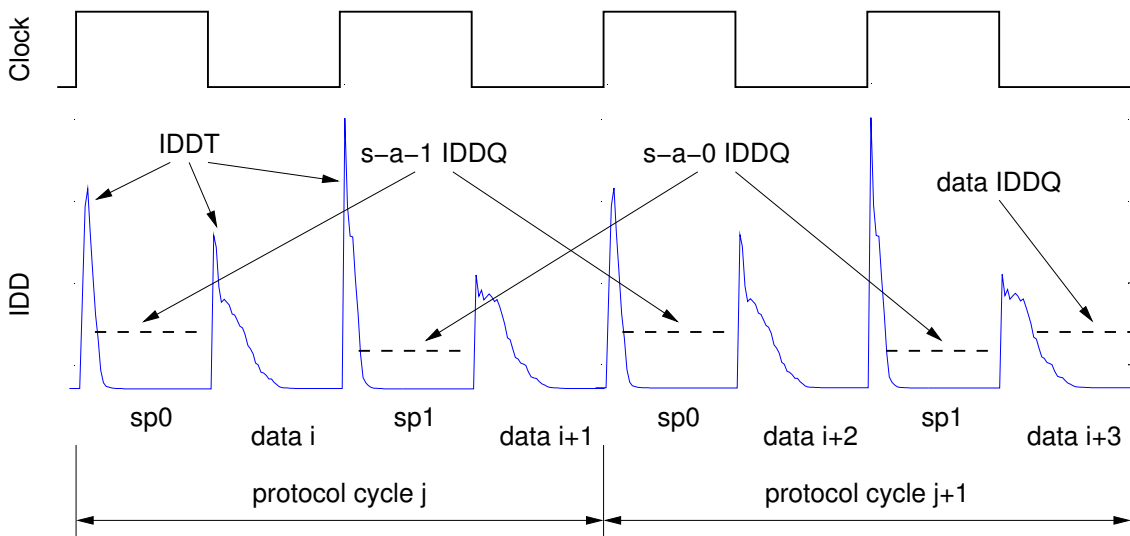 Clock
IDDT
s−a−1 IDDQ
s−a−0 IDDQ
data IDDQ
IDD
sp0
data i
sp1
data i+1
sp0
data i+2
sp1
data i+3
protocol cycle j
protocol cycle j+1